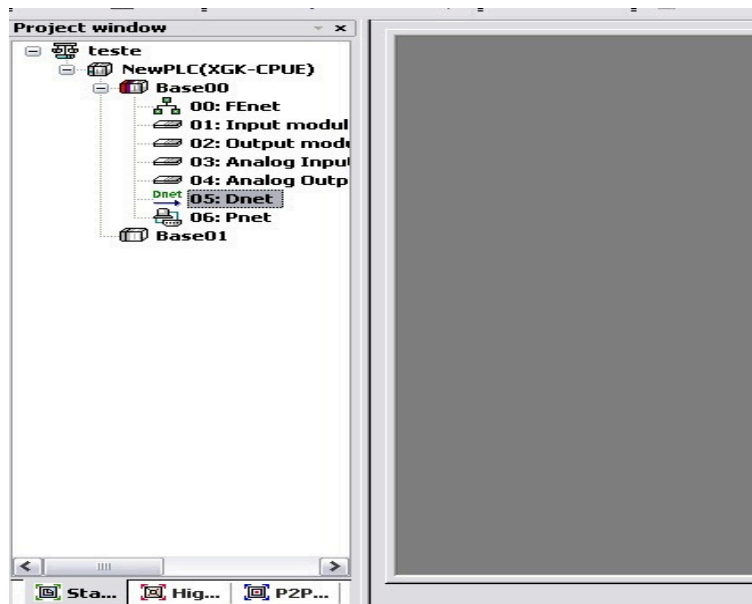 Project window
teste
NewPLC(XGK-CPUE)
Base00
00: FEnet
01: Input modul
02: Output mod
03: Analog Input
04: Analog Outp
Dnet 05: Dnet
06: Pnet
Base01
Sta... Hig... P2P...